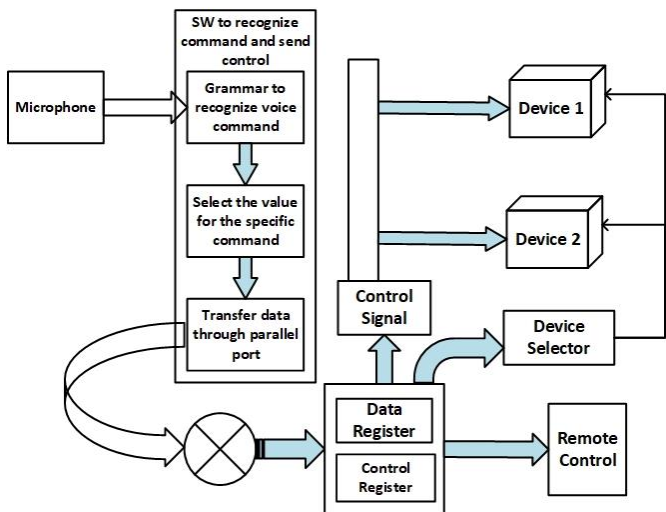 SW to recognize
command and send
control
Microphone
Grammar to
recognize voice
command
Select the value
for the specific
command
Transfer data
through parallel
port
Device 1
Device 2
Control
Signal
Device
Selector
Data
Register
Control
Register
Remote
Control